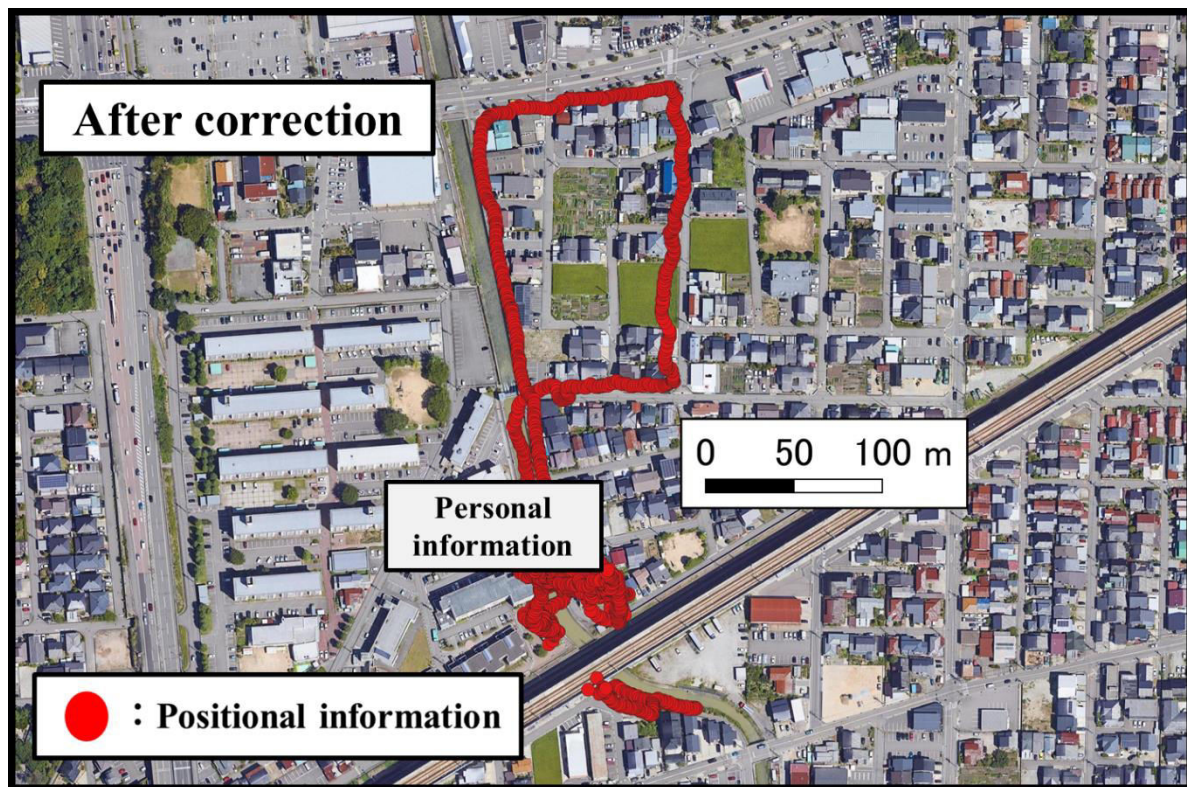 After correction
0 50 100 m
Personal
information
：Positional information